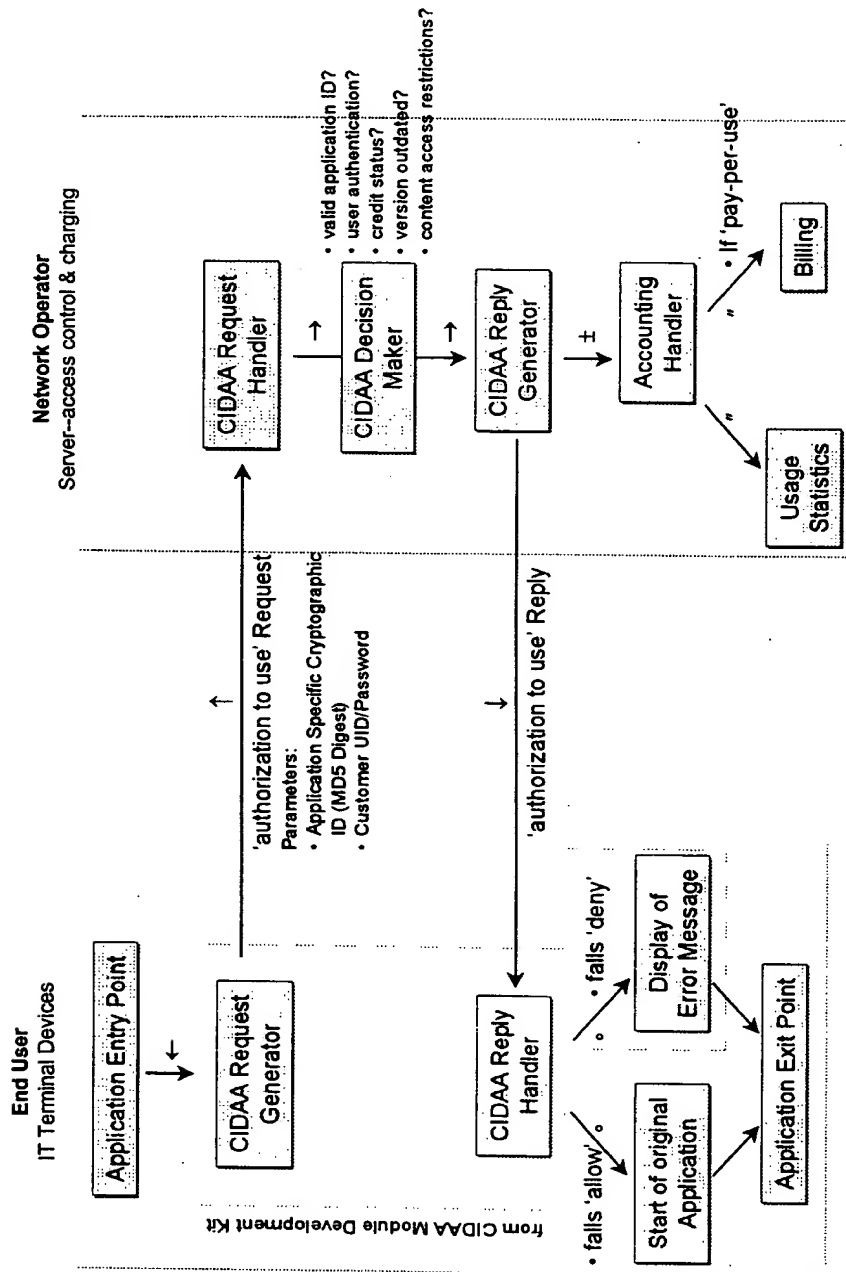 End User
IT Terminal Devices
Application Entry Point
↓
CIDAA Request
Generator
from CIDAA Module Development Kit
'authorization to use' Request
Parameters:
• Application Specific Cryptographic
ID (MD5 Digest)
• Customer UID/Password
Network Operator
Server--access control & charging
CIDAA Request
Handler
CIDAA Decision
Maker
• valid application ID?
• user authentication?
• credit status?
• version outdated?
• content access restrictions?
CIDAA Reply
Generator
±
Accounting
Handler
• If 'pay-per-use'
"
"
Usage
Statistics
Billing
'authorization to use' Reply
CIDAA Reply
Handler
• falls 'allow'
• falls 'deny'
Start of original
Application
Display of
Error Message
Application Exit Point